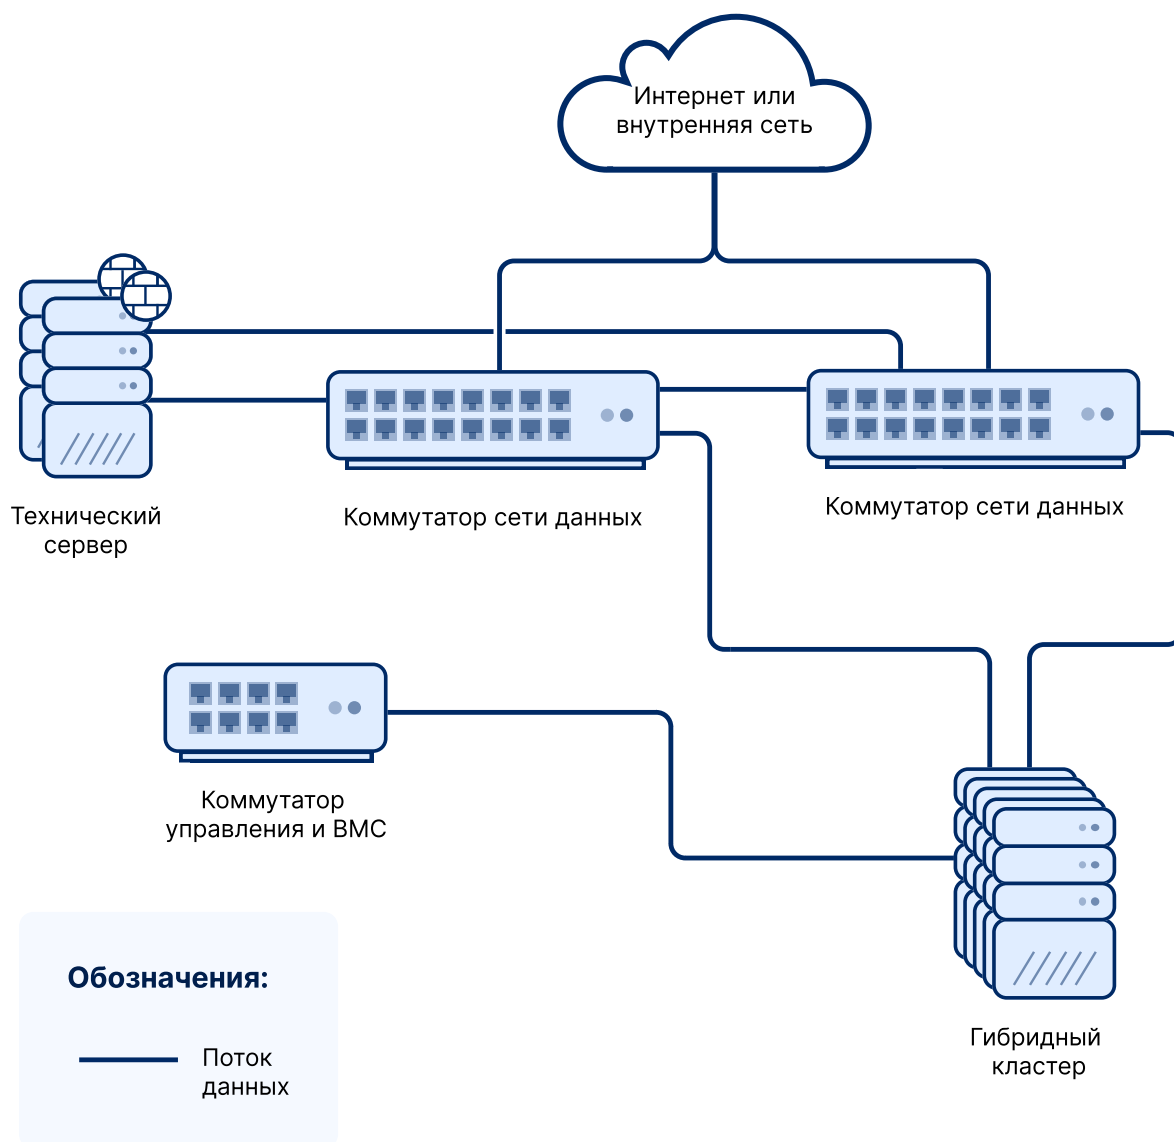 Интернет или
внутренняя сеть
Технический
сервер
Коммутатор сети данных
Коммутатор сети данных
Коммутатор
управления и BMC
Гибридный
кластер
Обозначения:
Поток
данных